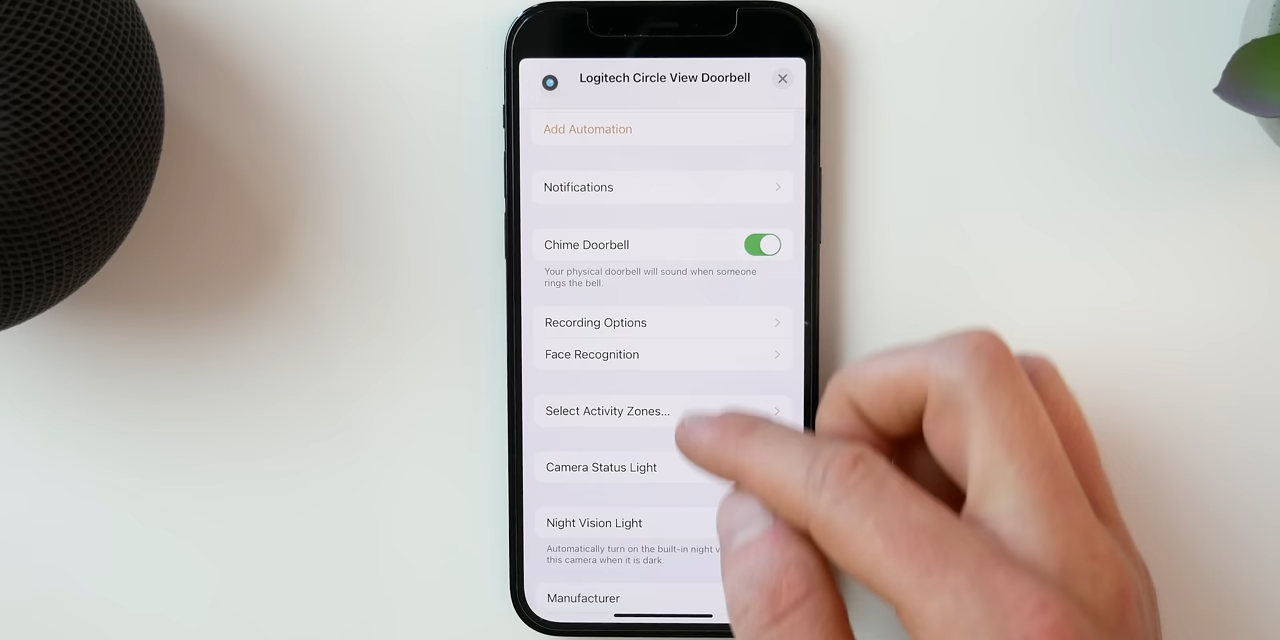 Logitech Circle View Doorbell
Add Automation
Notifications
Chime Doorbell
Your physical doorbell will sound when someone
rings the bell.
Recording Options
Face Recognition
Select Activity Zones...
Camera Status Light
Night Vision Light
Automatically turn on the built-in night
this camera when it is dark.
Manufacturer